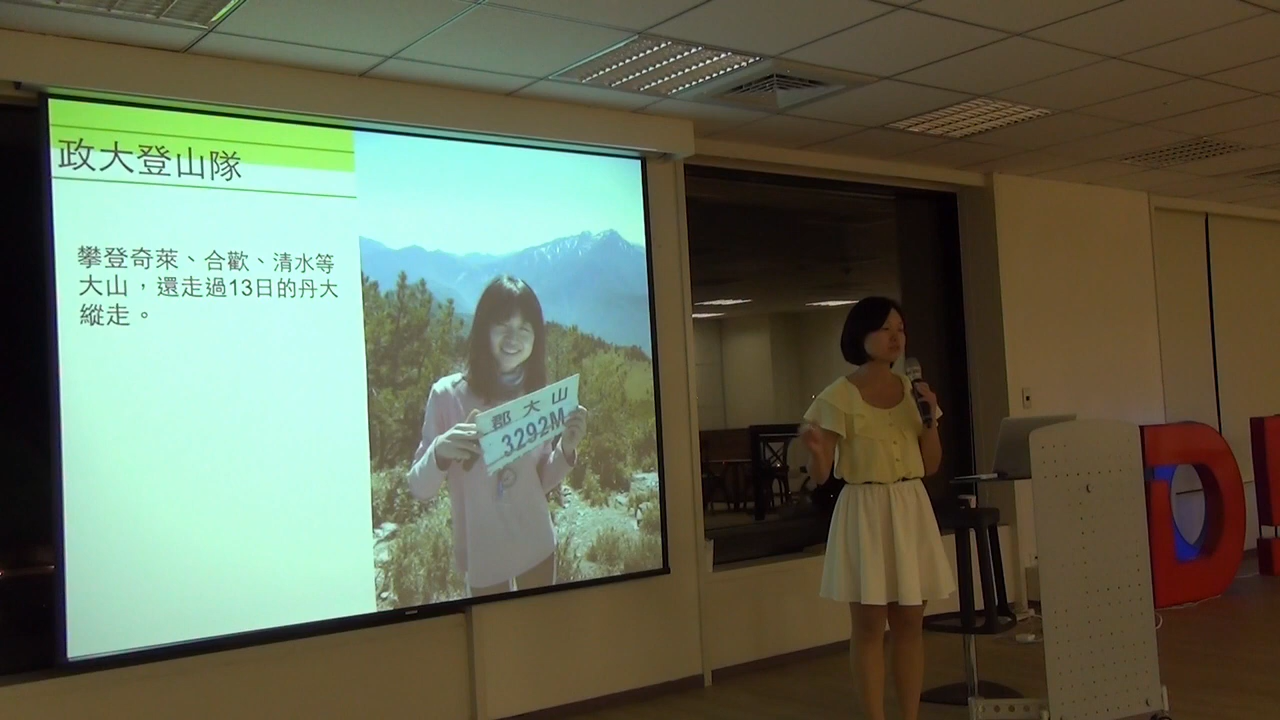 政大登山隊
攀登奇萊、合歡、清水等
大山，還走過13日的丹大
縱走。
郡大山
3292M
D